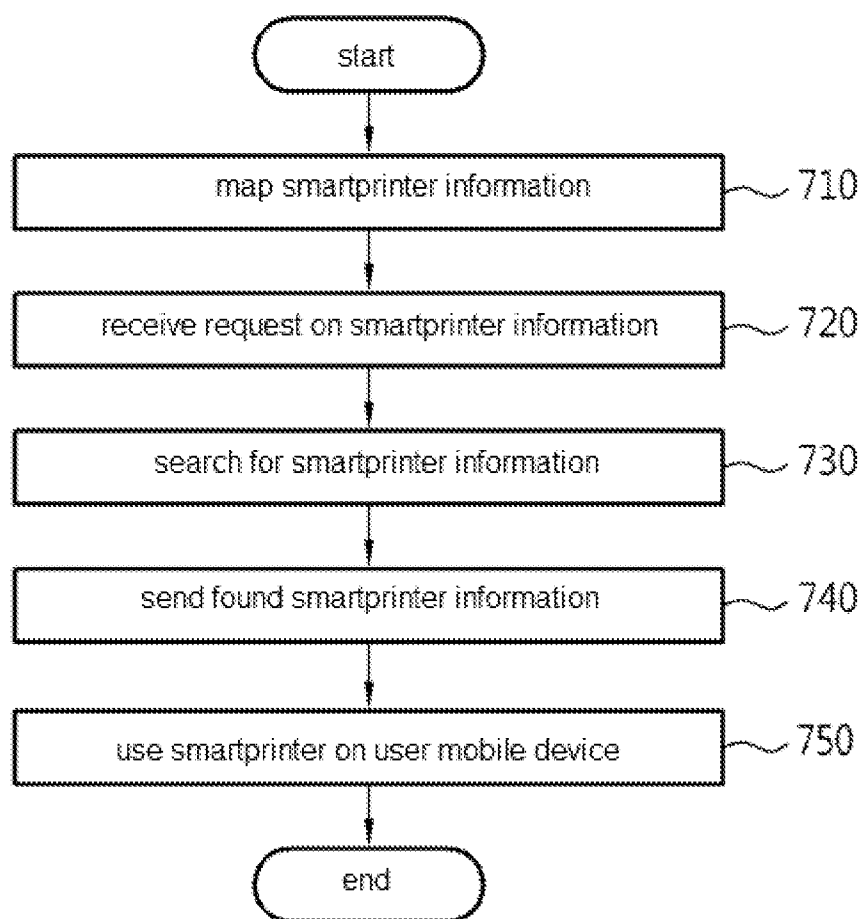 start
map smartprinter information
710
receive request on smartprinter information
720
search for smartprinter information
730
send found smartprinter information
740
use smartprinter on user mobile device
750
end